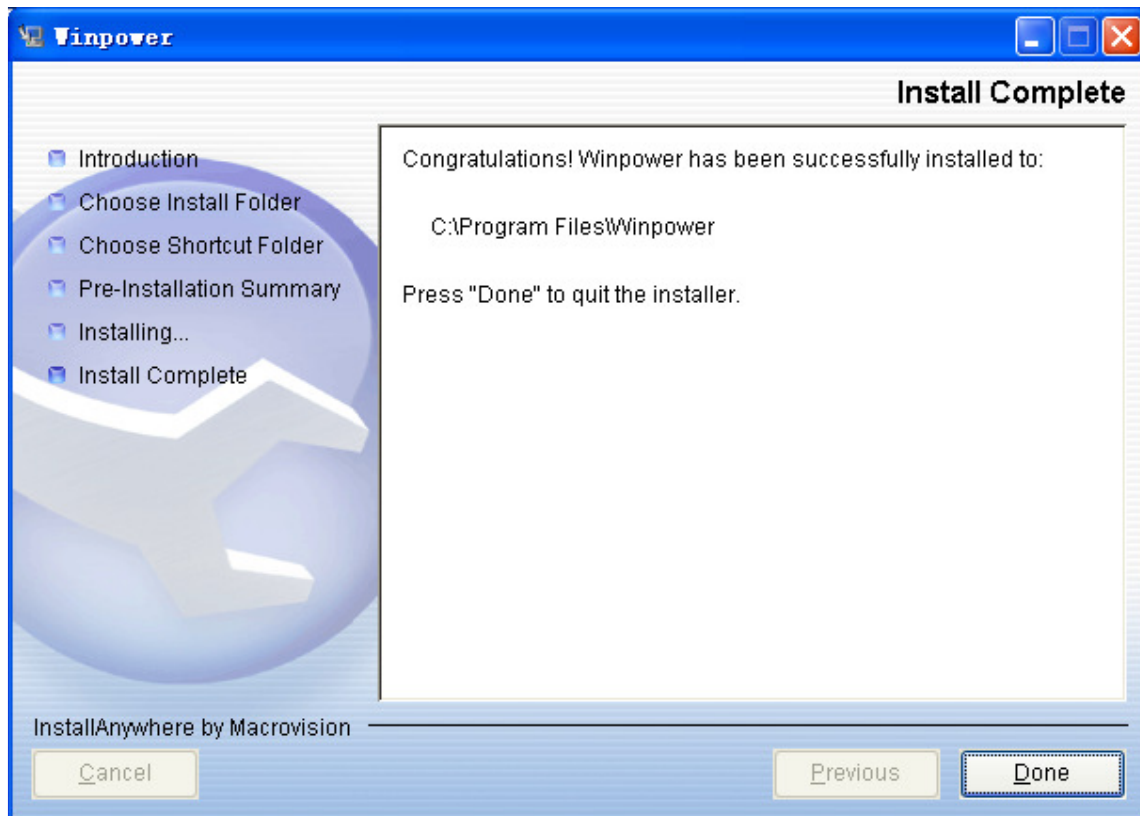 Winpower
Install Complete
Introduction
Choose Install Folder
Choose Shortcut Folder
Pre-Installation Summary
Installing...
Install Complete
Congratulations! Winpower has been successfully installed to:
C:\Program Files\Winpower
Press "Done" to quit the installer.
InstallAnywhere by Macrovision
Cancel
Previous
Done